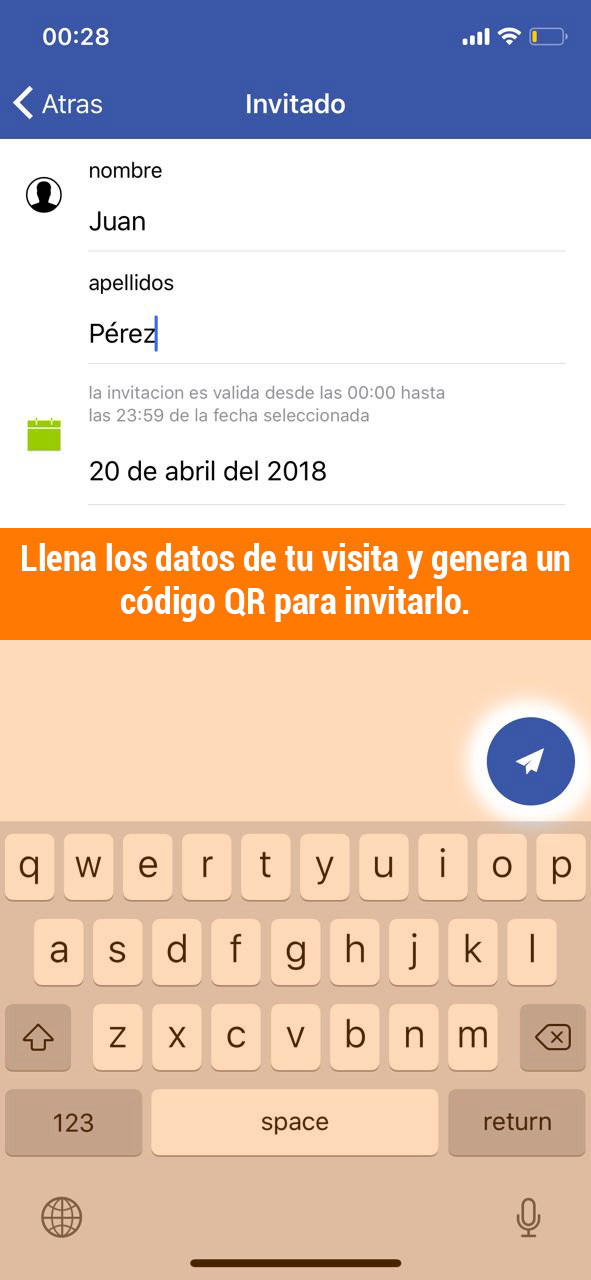 00:28
Atras
Invitado
nombre
Juan
apellidos
Pérez
la invitacion es valida desde las 00:00 hasta
las 23:59 de la fecha seleccionada
20 de abril del 2018
Llena los datos de tu visita y genera un
código QR para invitarlo.
q w e r t y u i o p
a s d f g h j k l
z x c v b n m
123 space return